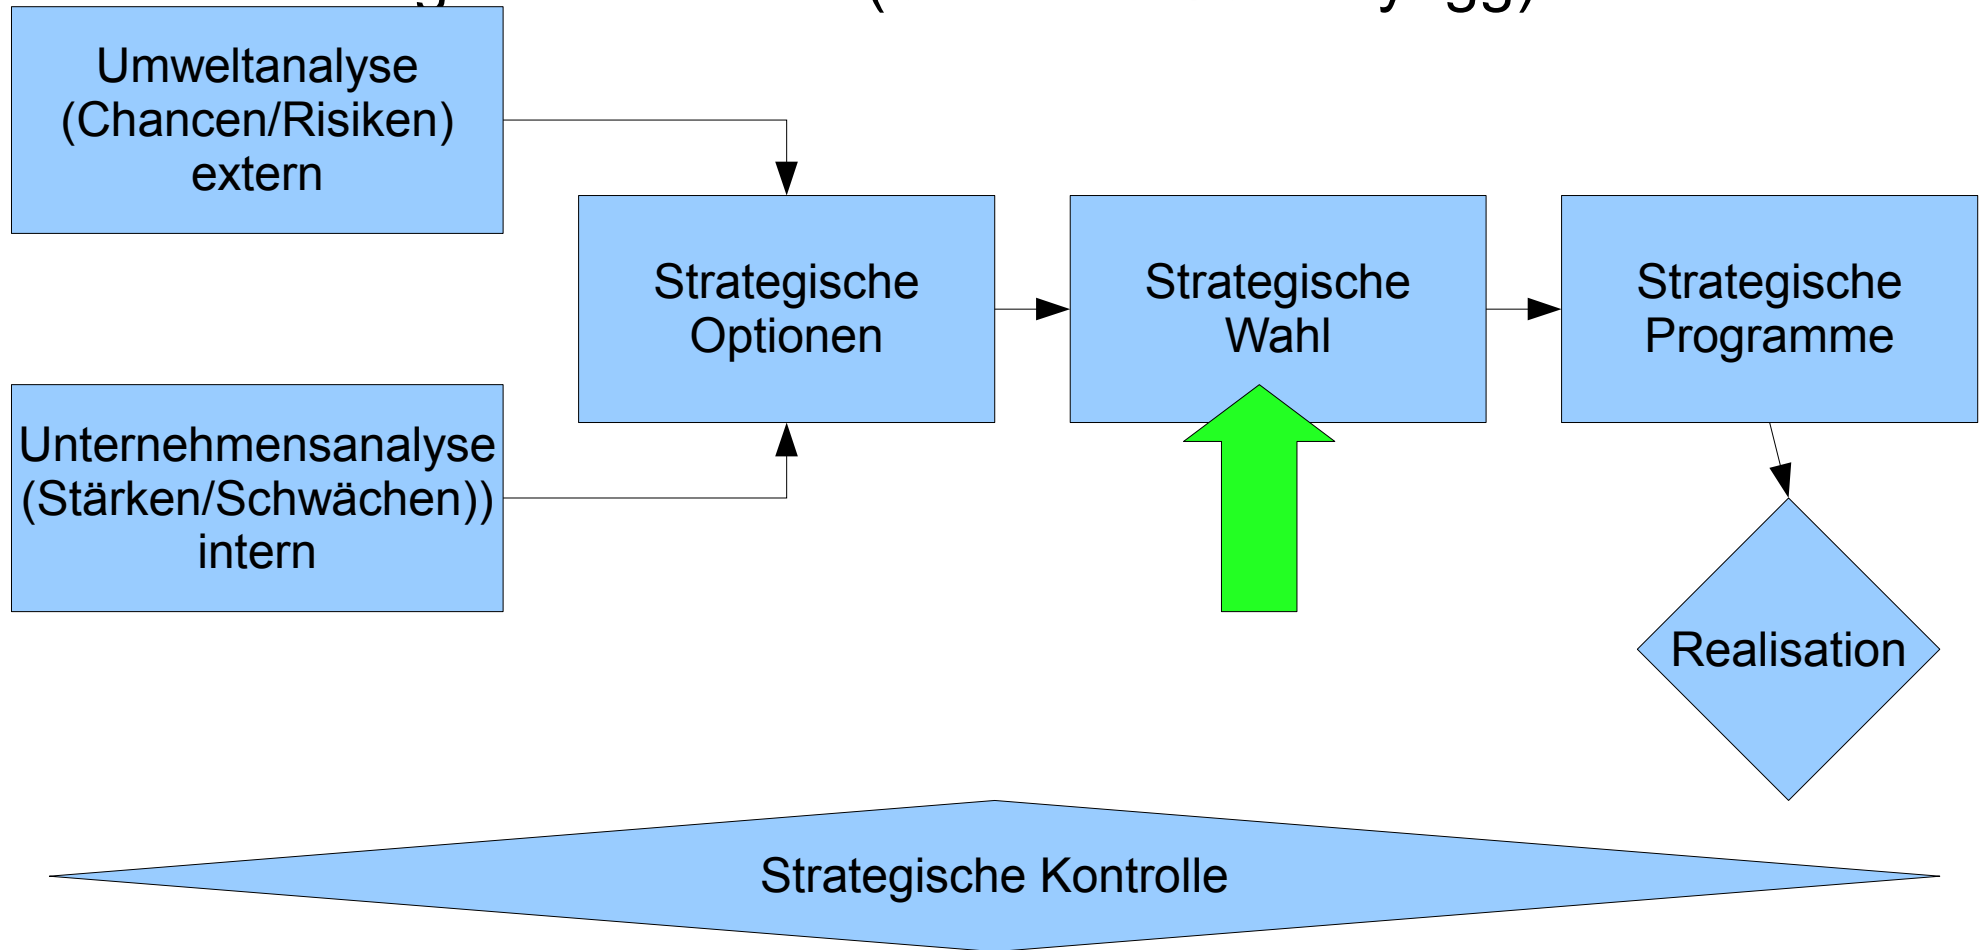 Umweltanalyse
(Chancen/Risiken)
extern
Unternehmensanalyse
(Stärken/Schwächen))
intern
Strategische
Optionen
Strategische
Wahl
Strategische
Programme
Realisation
Strategische Kontrolle